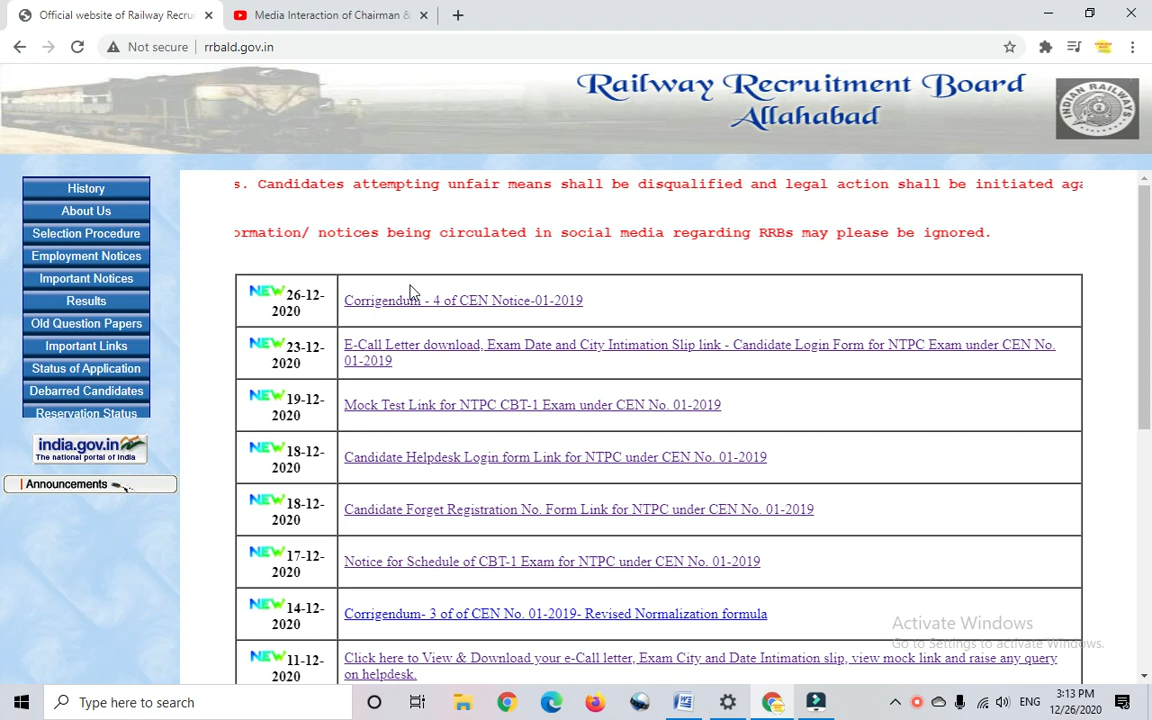 Official website of Railway Recrui
Media Interaction of Chairman &
Not secure
rrbald.gov.in
Railway Recruitment Board
Allahabad
INDIAN RAILWAYS
History
About Us
Selection Procedure
Employment Notices
Important Notices
Results
Old Question Papers
Important Links
Status of Application
Debarred Candidates
Reservation Status
india.gov.in
The national portal of India
Announcements
s. Candidates attempting unfair means shall be disqualified and legal action shall be initiated aga
ormation/ notices being circulated in social media regarding RRBs may please be ignored.
NEW 26-12-
2020
Corrigendum - 4 of CEN Notice-01-2019
NEW 23-12-
2020
E-Call Letter download, Exam Date and City Intimation Slip link - Candidate Login Form for NTPC Exam under CEN No.
01-2019
NEW 19-12-
2020
Mock Test Link for NTPC CBT-1 Exam under CEN No. 01-2019
NEW 18-12-
2020
Candidate Helpdesk Login form Link for NTPC under CEN No. 01-2019
NEW 18-12-
2020
Candidate Forget Registration No. Form Link for NTPC under CEN No. 01-2019
NEW 17-12-
2020
Notice for Schedule of CBT-1 Exam for NTPC under CEN No. 01-2019
NEW 14-12-
2020
Corrigendum- 3 of of CEN No. 01-2019- Revised Normalization formula
NEW 11-12-
2020
Click here to View & Download your e-Call letter, Exam City and Date Intimation slip, view mock link and raise any query
on helpdesk.
Activate Windows
Go to Settings to activate Windows.
Type here to search
ENG
3:13 PM
12/26/2020